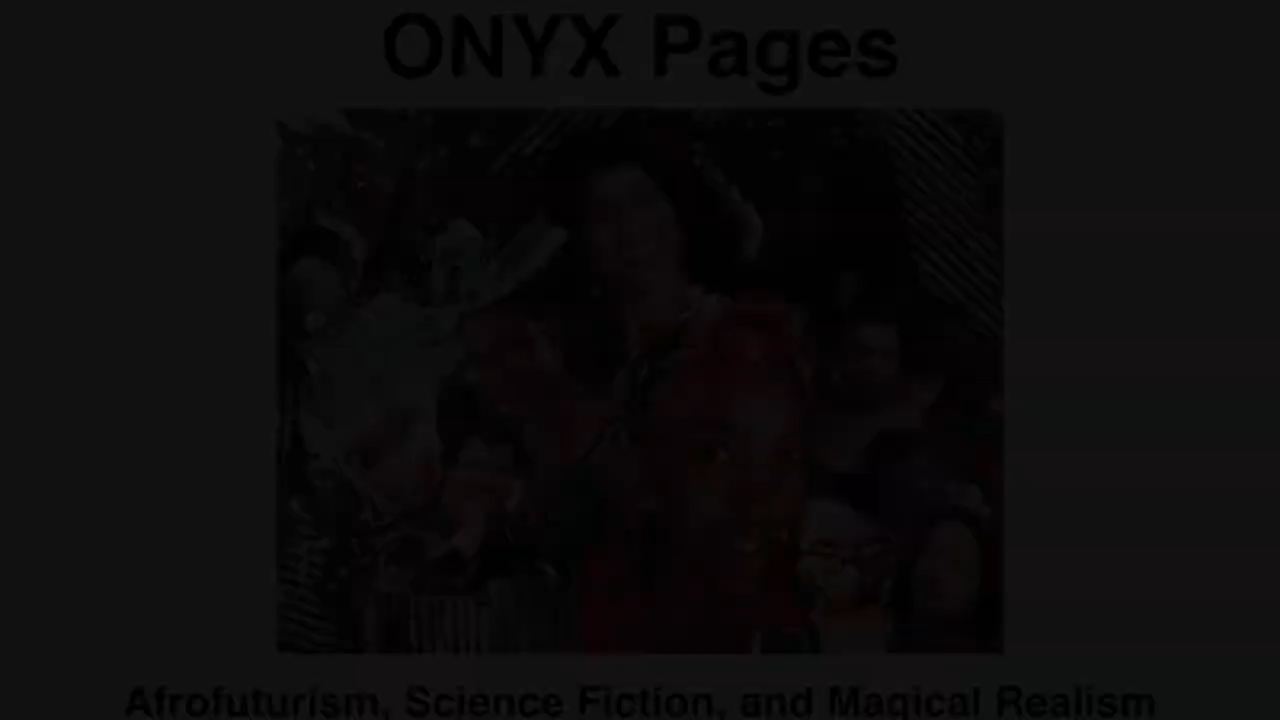 ONYX Pages
Afrofuturism, Science Fiction, and Magical Realism